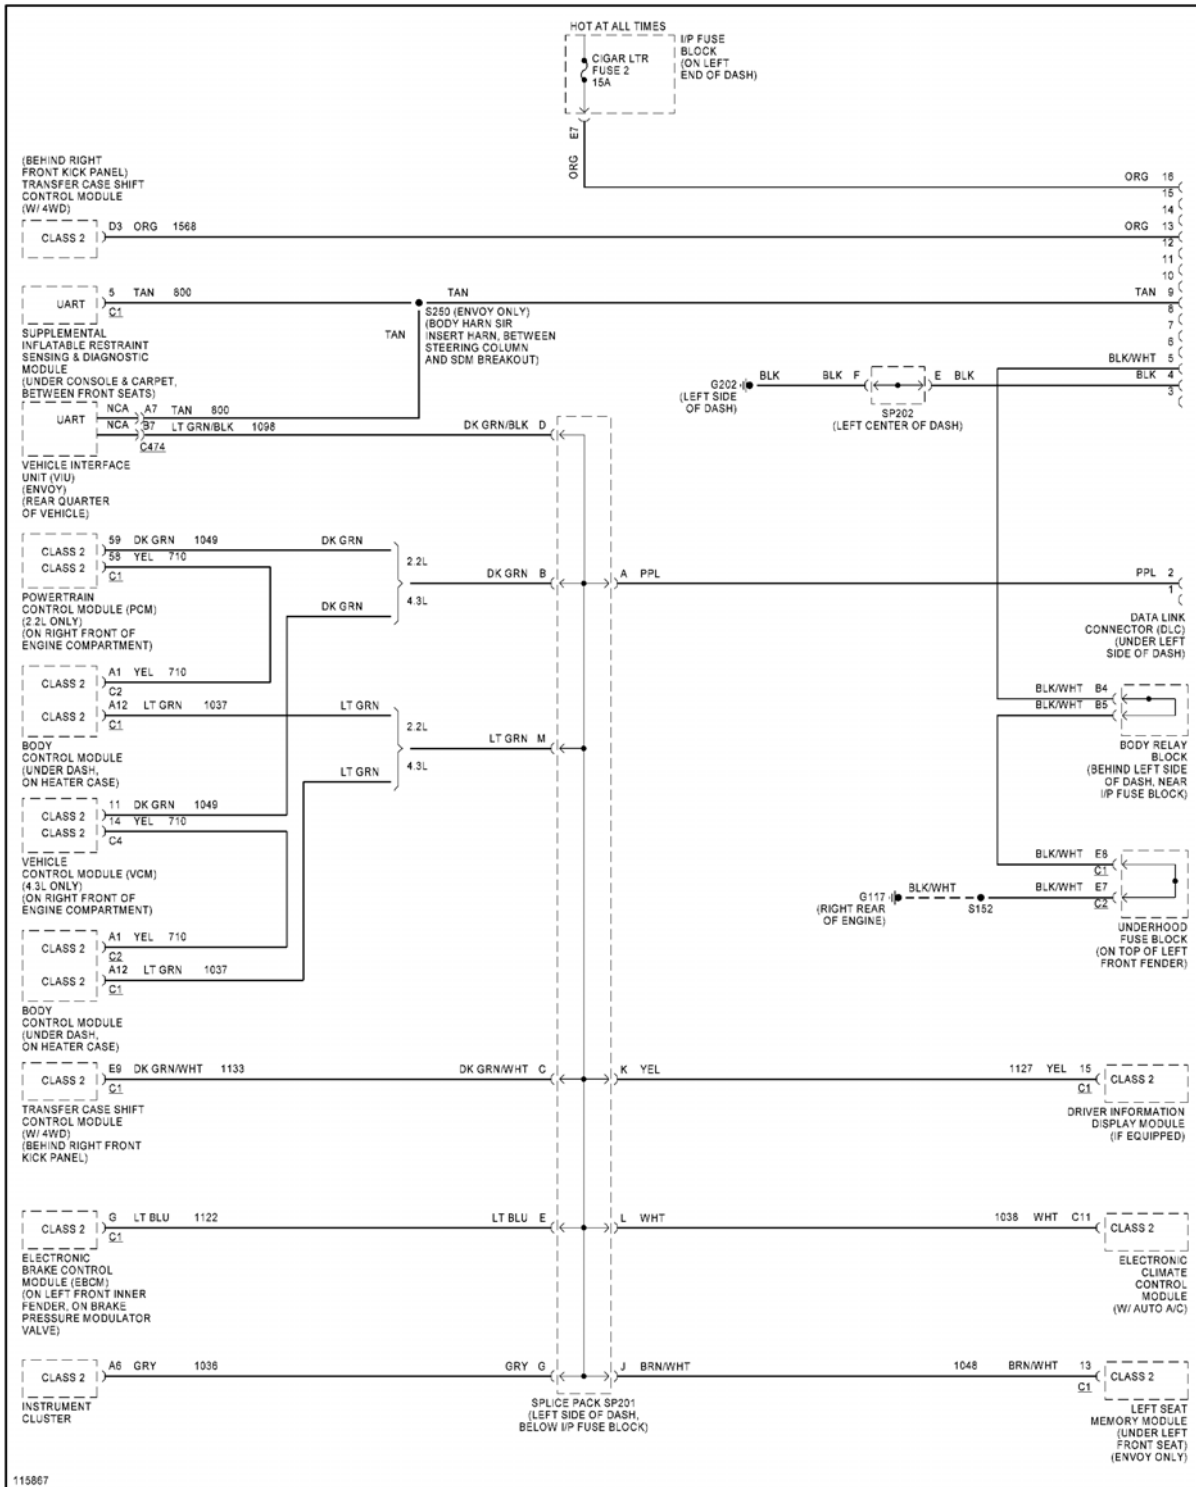 HOT AT ALL TIMES
CIGAR LTR
FUSE 2
15A
I/P FUSE
BLOCK
(ON LEFT
END OF DASH)
E7
ORG
(BEHIND RIGHT
FRONT KICK PANEL)
TRANSFER CASE SHIFT
CONTROL MODULE
(W/ 4WD)
CLASS 2
D3 ORG 1568
ORG 16
15
14
ORG 13
12
11
10
TAN 9
8
7
6
BLK/WHT 5
BLK 4
3
UART
5 TAN 800
C1
TAN
SUPPLEMENTAL
INFLATABLE RESTRAINT
SENSING & DIAGNOSTIC
MODULE
(UNDER CONSOLE & CARPET,
BETWEEN FRONT SEATS)
TAN
S250 (ENVOY ONLY)
(BODY HARN SIR
INSERT HARN, BETWEEN
STEERING COLUMN
AND SDM BREAKOUT)
G202
(LEFT SIDE
OF DASH)
BLK
BLK F
E BLK
SP202
(LEFT CENTER OF DASH)
UART
NCA A7 TAN 800
NCA B7 LT GRN/BLK 1098
C474
DK GRN/BLK D
VEHICLE INTERFACE
UNIT (VIU)
(ENVOY)
(REAR QUARTER
OF VEHICLE)
CLASS 2
CLASS 2
59 DK GRN 1049
58 YEL 710
C1
DK GRN
2.2L
4.3L
DK GRN
DK GRN B
A PPL
PPL 2
1
POWERTRAIN
CONTROL MODULE (PCM)
(2.2L ONLY)
(ON RIGHT FRONT OF
ENGINE COMPARTMENT)
DATA LINK
CONNECTOR (DLC)
(UNDER LEFT
SIDE OF DASH)
CLASS 2
CLASS 2
A1 YEL 710
C2
A12 LT GRN 1037
C1
LT GRN
2.2L
4.3L
LT GRN
LT GRN M
BODY
CONTROL MODULE
(UNDER DASH,
ON HEATER CASE)
BLK/WHT B4
BLK/WHT B5
BODY RELAY
BLOCK
(BEHIND LEFT SIDE
OF DASH, NEAR
I/P FUSE BLOCK)
CLASS 2
CLASS 2
11 DK GRN 1049
14 YEL 710
C4
VEHICLE
CONTROL MODULE (VCM)
(4.3L ONLY)
(ON RIGHT FRONT OF
ENGINE COMPARTMENT)
BLK/WHT E6
C1
BLK/WHT E7
C2
G117
(RIGHT REAR
OF ENGINE)
BLK/WHT
S152
UNDERHOOD
FUSE BLOCK
(ON TOP OF LEFT
FRONT FENDER)
CLASS 2
CLASS 2
A1 YEL 710
C2
A12 LT GRN 1037
C1
BODY
CONTROL MODULE
(UNDER DASH,
ON HEATER CASE)
CLASS 2
E9 DK GRN/WHT 1133
C1
DK GRN/WHT C
K YEL
1127 YEL 15
C1
CLASS 2
TRANSFER CASE SHIFT
CONTROL MODULE
(W/ 4WD)
(BEHIND RIGHT FRONT
KICK PANEL)
DRIVER INFORMATION
DISPLAY MODULE
(IF EQUIPPED)
CLASS 2
G LT BLU 1122
C1
LT BLU E
L WHT
1038 WHT C11
CLASS 2
ELECTRONIC
BRAKE CONTROL
MODULE (EBCM)
(ON LEFT FRONT INNER
FENDER, ON BRAKE
PRESSURE MODULATOR
VALVE)
ELECTRONIC
CLIMATE
CONTROL
MODULE
(W/ AUTO A/C)
CLASS 2
A6 GRY 1036
GRY G
J BRN/WHT
1048 BRN/WHT 13
C1
CLASS 2
INSTRUMENT
CLUSTER
SPLICE PACK SP201
(LEFT SIDE OF DASH,
BELOW I/P FUSE BLOCK)
LEFT SEAT
MEMORY MODULE
(UNDER LEFT
FRONT SEAT)
(ENVOY ONLY)
115867